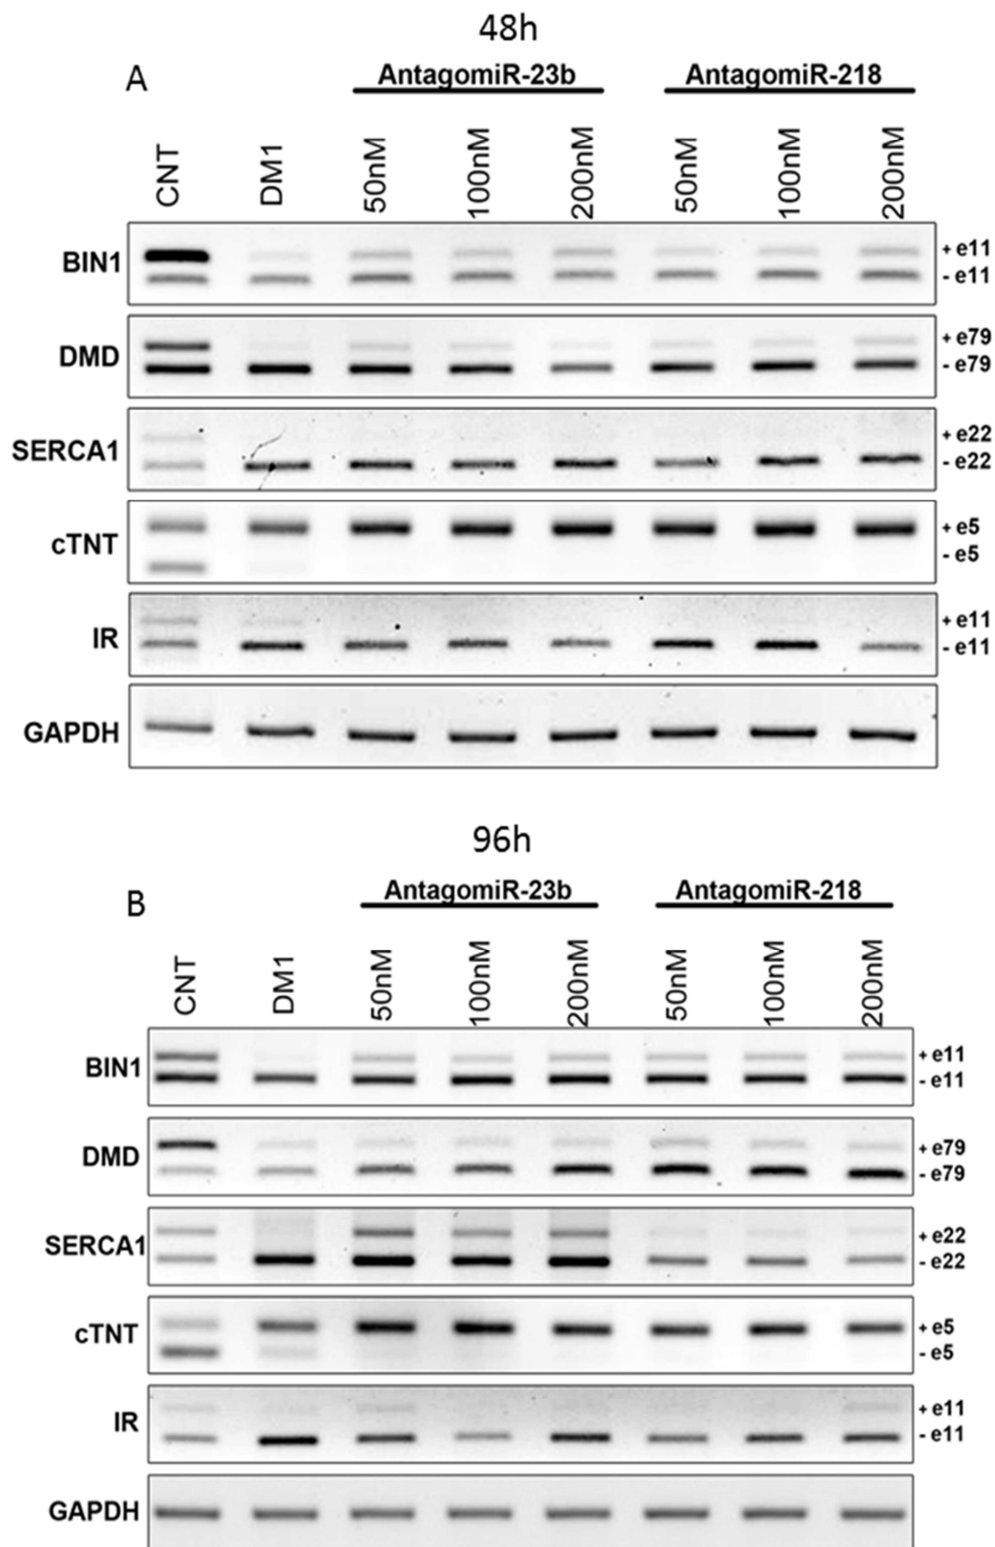 48h
A
AntagomiR-23b AntagomiR-218
CNT DM1 50nM 100nM 200nM 50nM 100nM 200nM
BIN1 + e11
- e11
DMD + e79
- e79
SERCA1 + e22
- e22
cTNT + e5
- e5
IR + e11
- e11
GAPDH
96h
B
AntagomiR-23b AntagomiR-218
CNT DM1 50nM 100nM 200nM 50nM 100nM 200nM
BIN1 + e11
- e11
DMD + e79
- e79
SERCA1 + e22
- e22
cTNT + e5
- e5
IR + e11
- e11
GAPDH